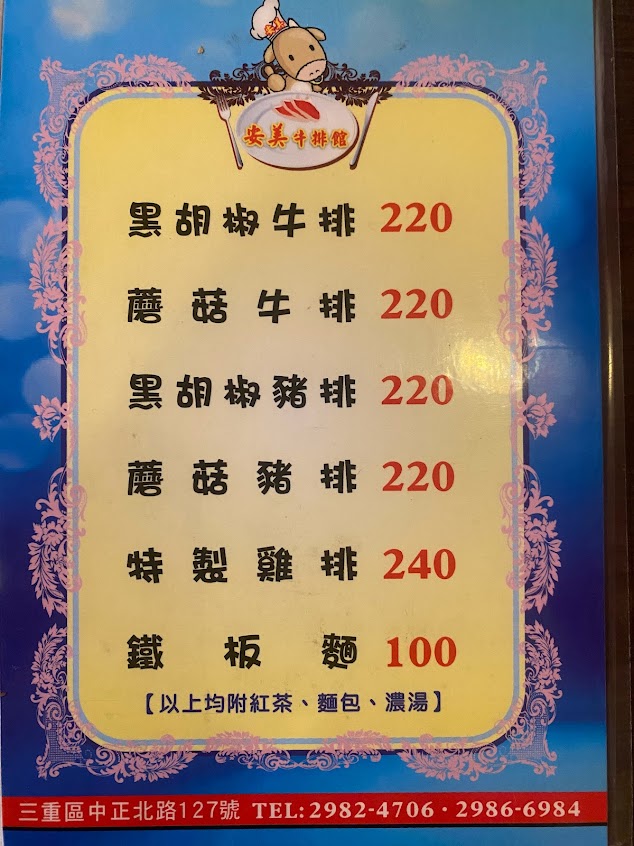 安美牛排館
黑胡椒牛排 220
蘑菇牛排 220
黑胡椒豬排 220
蘑菇豬排 220
特製雞排 240
鐵板麵 100
【以上均附紅茶、麵包、濃湯】
三重區中正北路127號 TEL:2982-4706・2986-6984